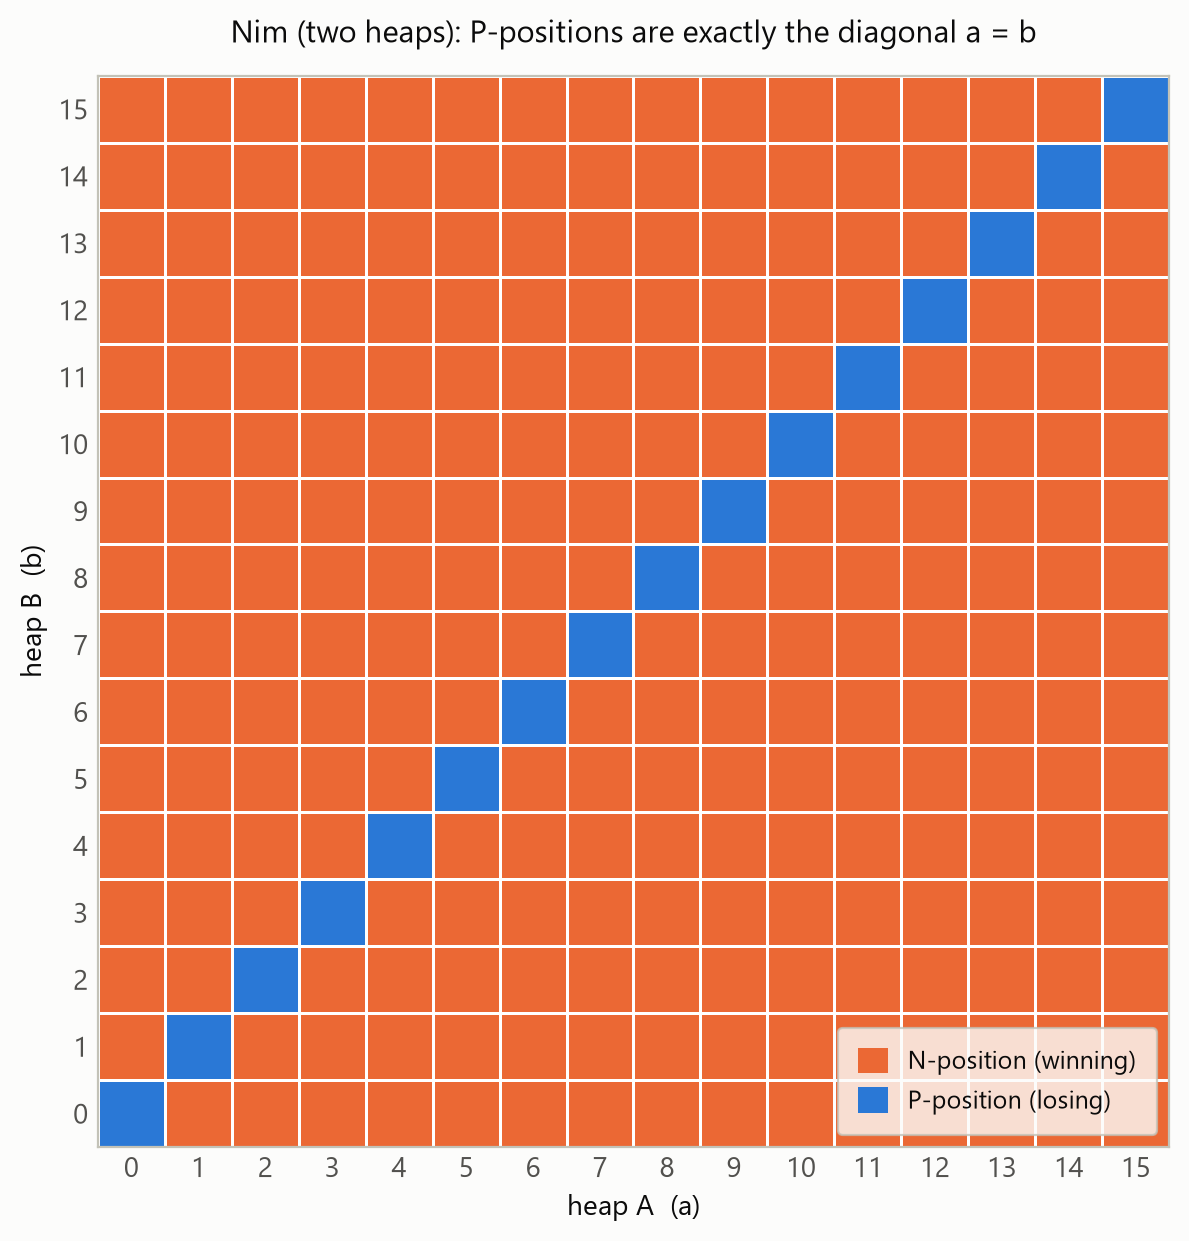 Nim (two heaps): P-positions are exactly the diagonal a = b
15
14
13
12
11
10
9
8
7
6
5
4
3
2
1
0
heap B (b)
N-position (winning)
P-position (losing)
0 1 2 3 4 5 6 7 8 9 10 11 12 13 14 15
heap A (a)